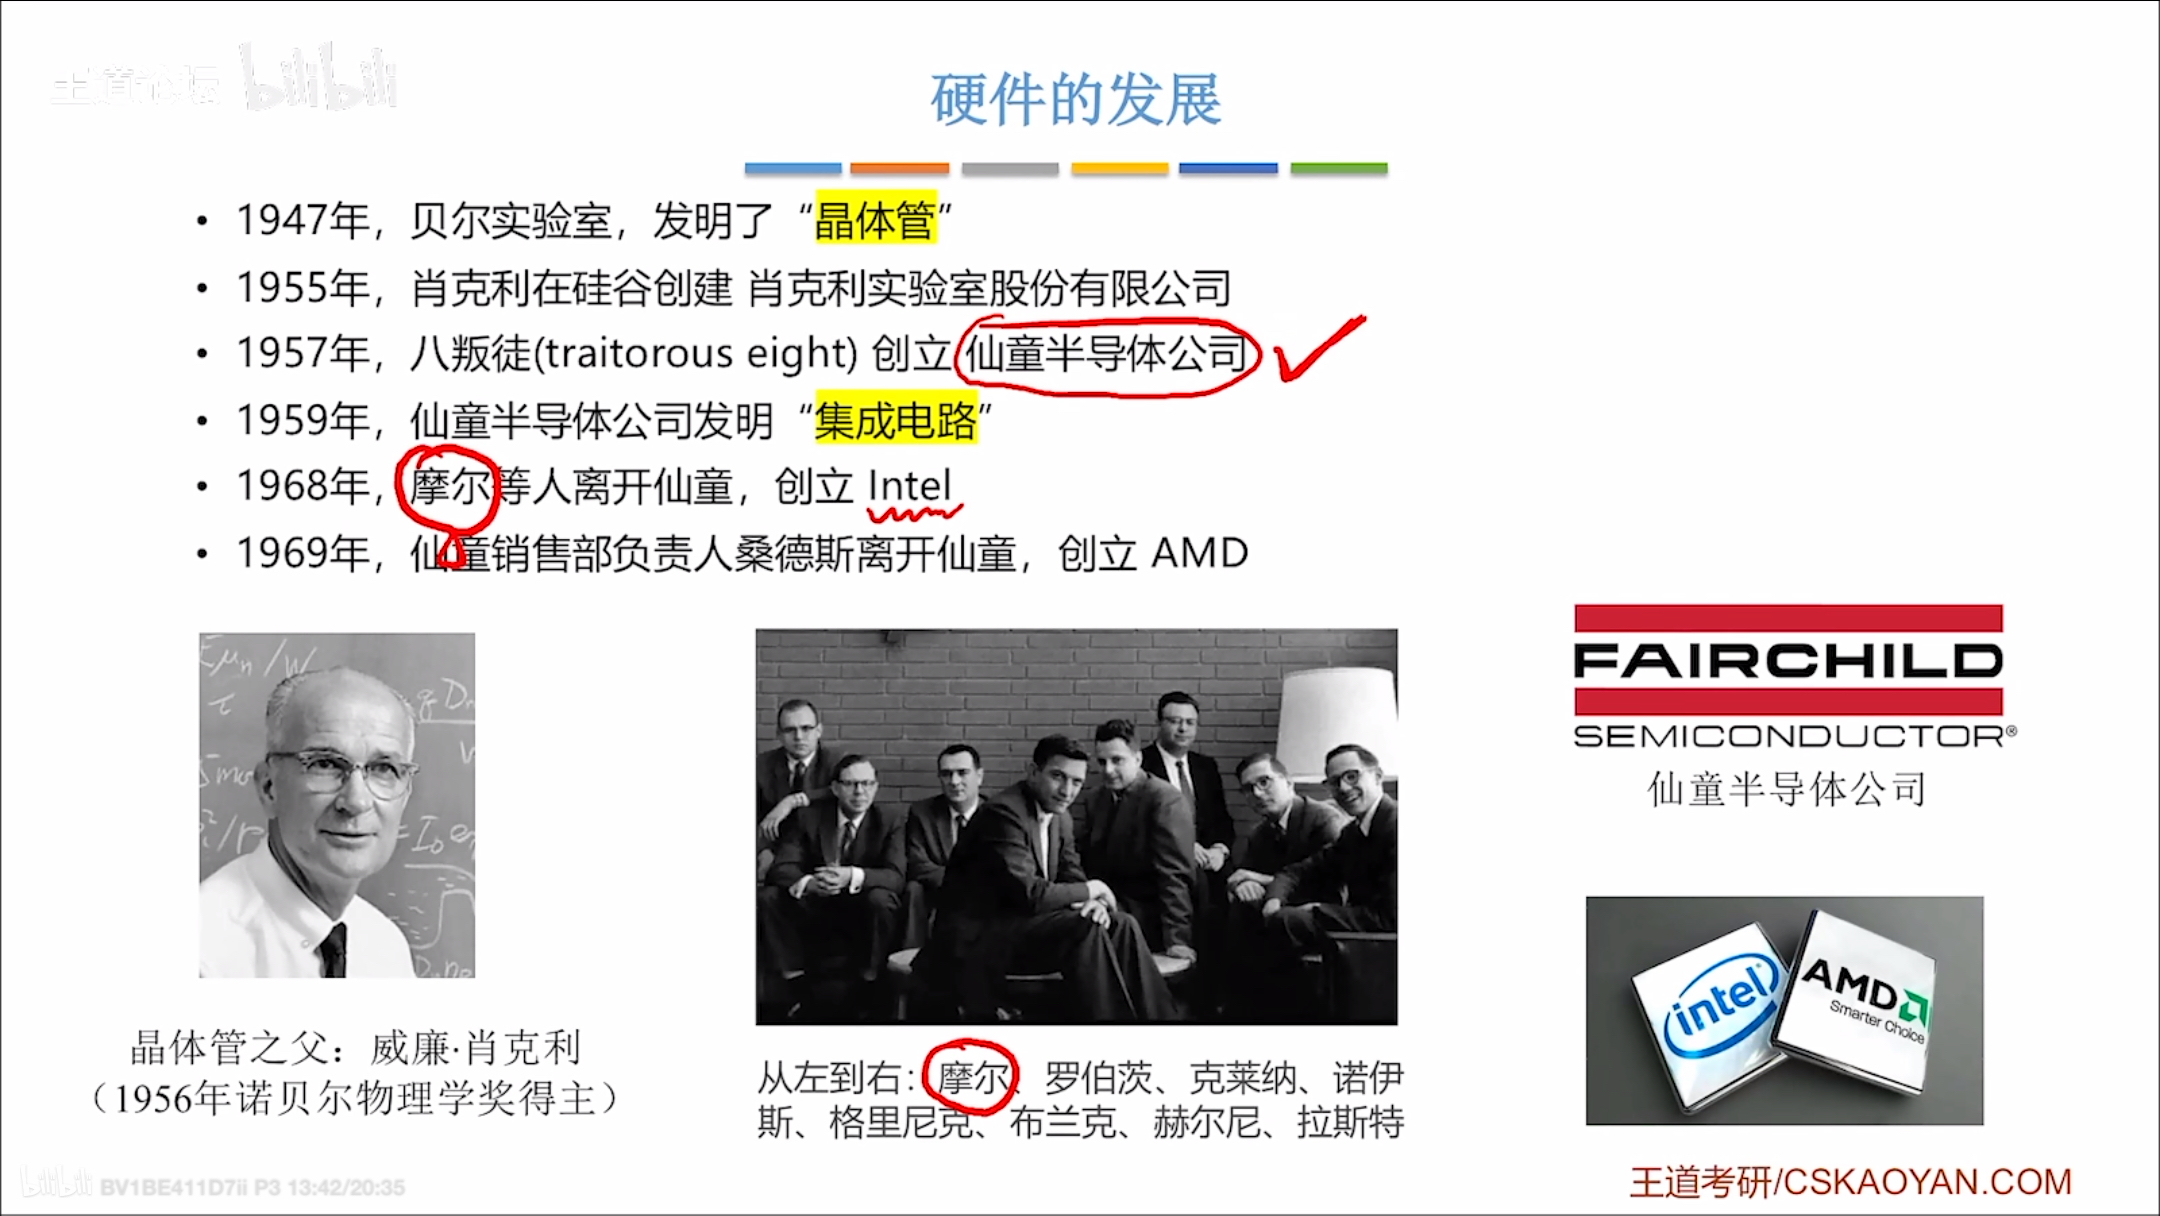 王道论坛 bilibili
硬件的发展
• 1947年，贝尔实验室，发明了“晶体管”
• 1955年，肖克利在硅谷创建 肖克利实验室股份有限公司
• 1957年，八叛徒(traitorous eight) 创立 仙童半导体公司
• 1959年，仙童半导体公司发明“集成电路”
• 1968年，摩尔等人离开仙童，创立 Intel
• 1969年，仙童销售部负责人桑德斯离开仙童，创立 AMD
晶体管之父：威廉·肖克利
（1956年诺贝尔物理学奖得主）
从左到右：摩尔、罗伯茨、克莱纳、诺伊
斯、格里尼克、布兰克、赫尔尼、拉斯特
FAIRCHILD
SEMICONDUCTOR®
仙童半导体公司
intel
AMD
Smarter Choice
bilibili BV1BE411D7ii P3 13:42/20:35
王道考研/CSKAOYAN.COM